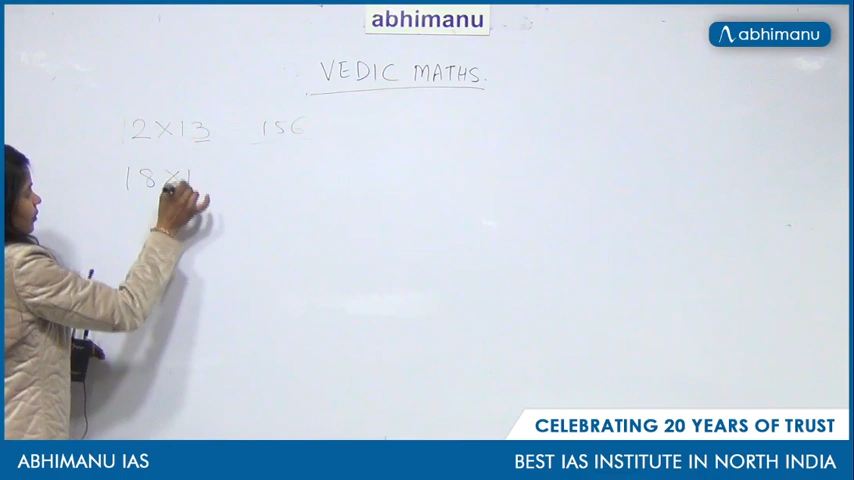 abhimanu
abhimanu
VEDIC MATHS.
12×13 156
18×1
CELEBRATING 20 YEARS OF TRUST
ABHIMANU IAS
BEST IAS INSTITUTE IN NORTH INDIA